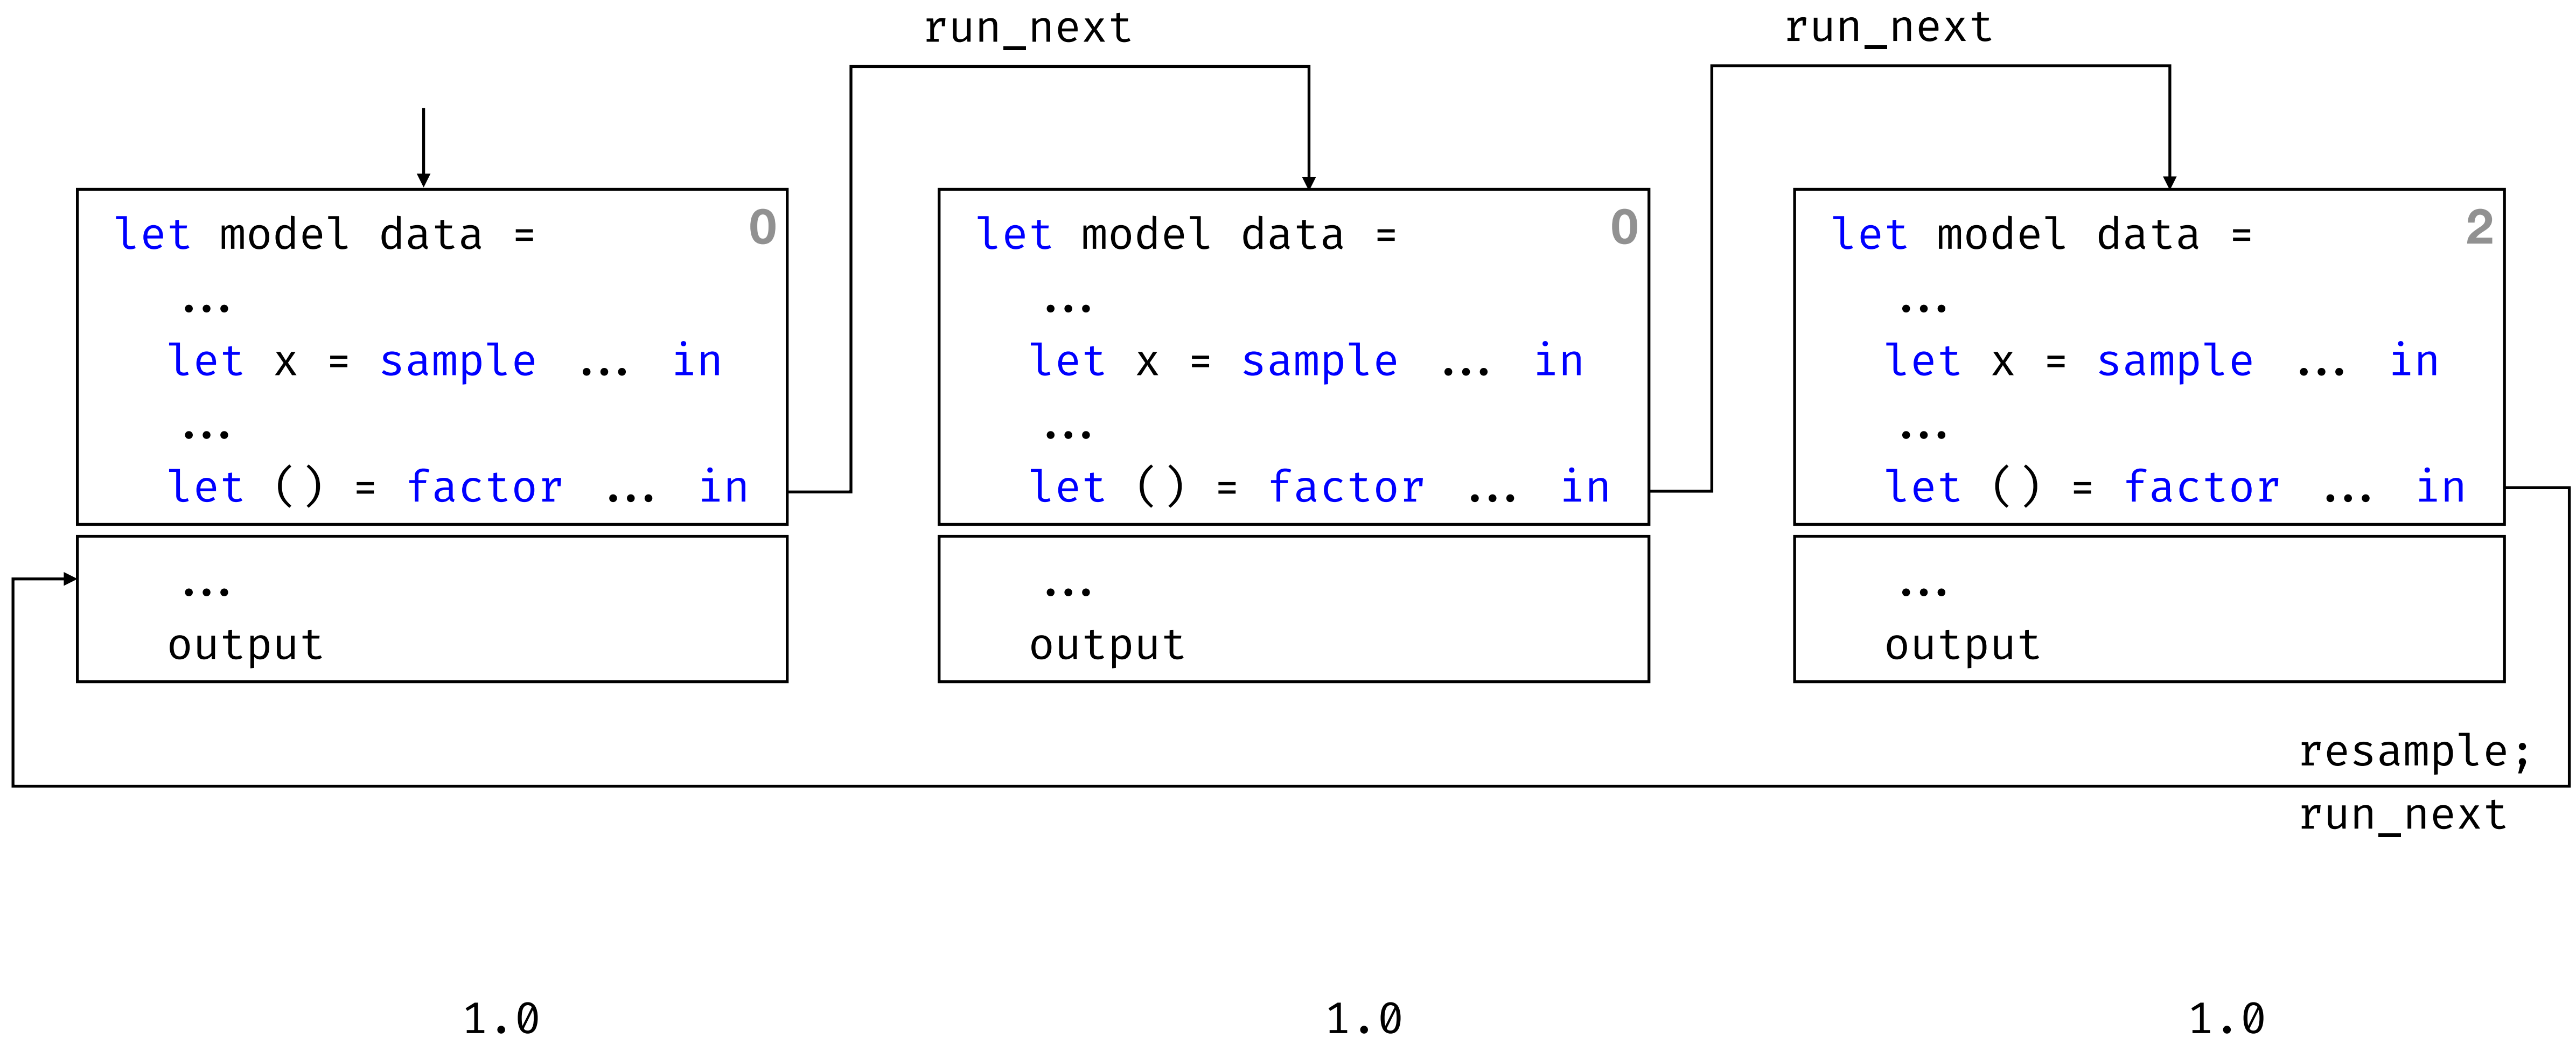 run_next
run_next
let model data = 0
...
let x = sample ... in
...
let () = factor ... in
...
output
let model data = 0
...
let x = sample ... in
...
let () = factor ... in
...
output
let model data = 2
...
let x = sample ... in
...
let () = factor ... in
...
output
resample;
run_next
1.0
1.0
1.0